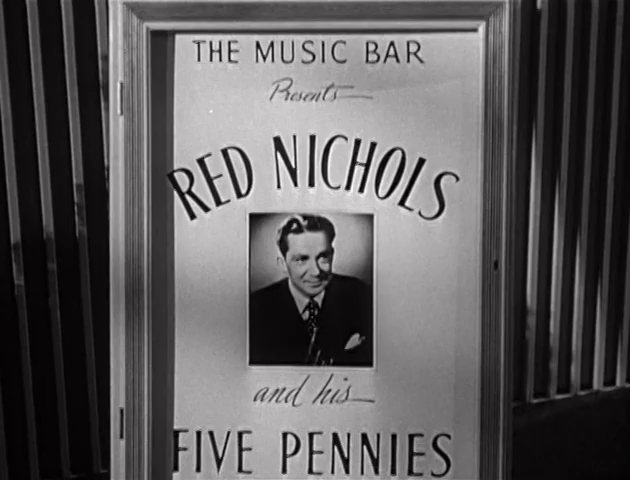 THE MUSIC BAR
Presents
RED NICHOLS
and his
FIVE PENNIES